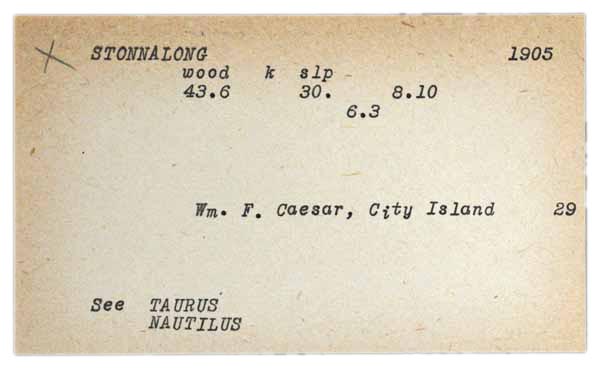 STONNALONG 1905
wood k slp
43.6 30. 8.10
6.3
Wm. F. Caesar, City Island 29
See TAURUS
NAUTILUS